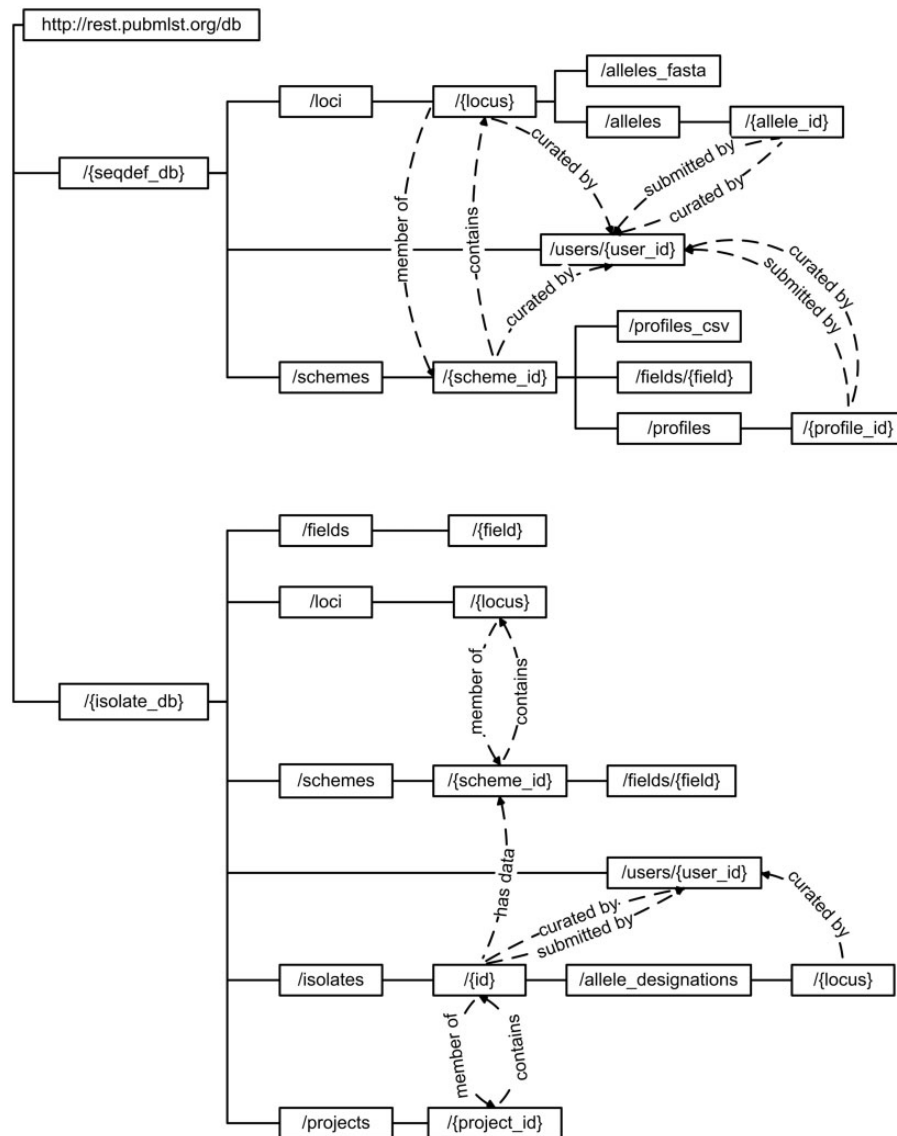 http://rest.pubmlst.org/db
/alleles_fasta
/loci
/{locus}
/alleles
/{allele_id}
curated by
submitted by
curated by
/{seqdef_db}
member of
contains
/users/{user_id}
curated by
curated by
submitted by
/profiles_csv
/schemes
/{scheme_id}
/fields/{field}
/profiles
/{profile_id}
/fields
/{field}
/loci
/{locus}
member of
contains
/{isolate_db}
/schemes
/{scheme_id}
/fields/{field}
has data
/users/{user_id}
curated by
submitted by
curated by
/isolates
/{id}
/allele_designations
/{locus}
member of
contains
/projects
/{project_id}